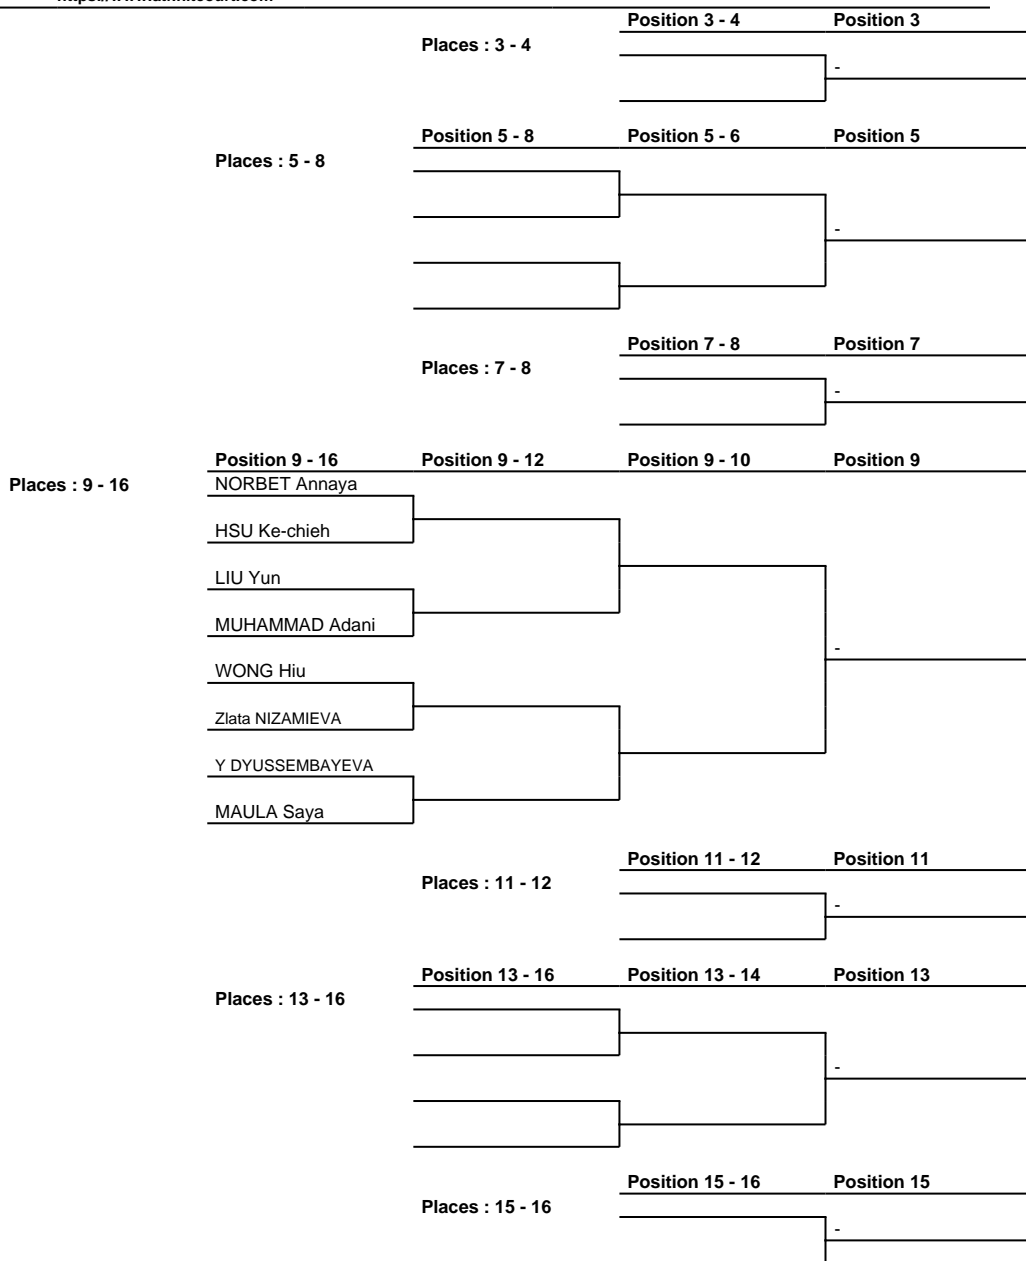 Position 3 - 4 Position 3
Places : 3 - 4
-
Position 5 - 8 Position 5 - 6 Position 5
Places : 5 - 8
-
Position 7 - 8 Position 7
Places : 7 - 8
-
Position 9 - 16 Position 9 - 12 Position 9 - 10 Position 9
Places : 9 - 16
NORBET Annaya
HSU Ke-chieh
LIU Yun
MUHAMMAD Adani
-
WONG Hiu
Zlata NIZAMIEVA
Y DYUSSEMBAYEVA
MAULA Saya
Position 11 - 12 Position 11
Places : 11 - 12
-
Position 13 - 16 Position 13 - 14 Position 13
Places : 13 - 16
-
Position 15 - 16 Position 15
Places : 15 - 16
-